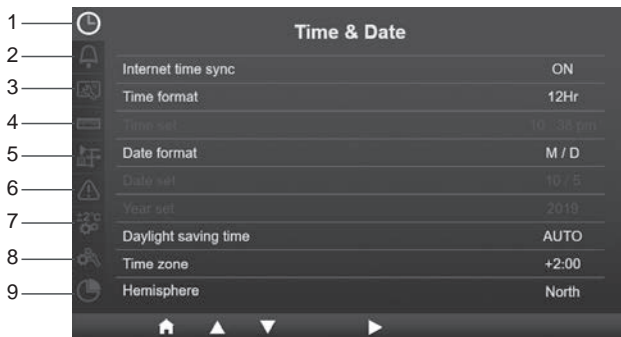 Time & Date
1
2
3
4
5
6
7
8
9
Internet time sync ON
Time format 12Hr
Time set 10 : 38 pm
Date format M / D
Date set 10 / 5
Year set 2019
Daylight saving time AUTO
Time zone +2:00
Hemisphere North
±2°C